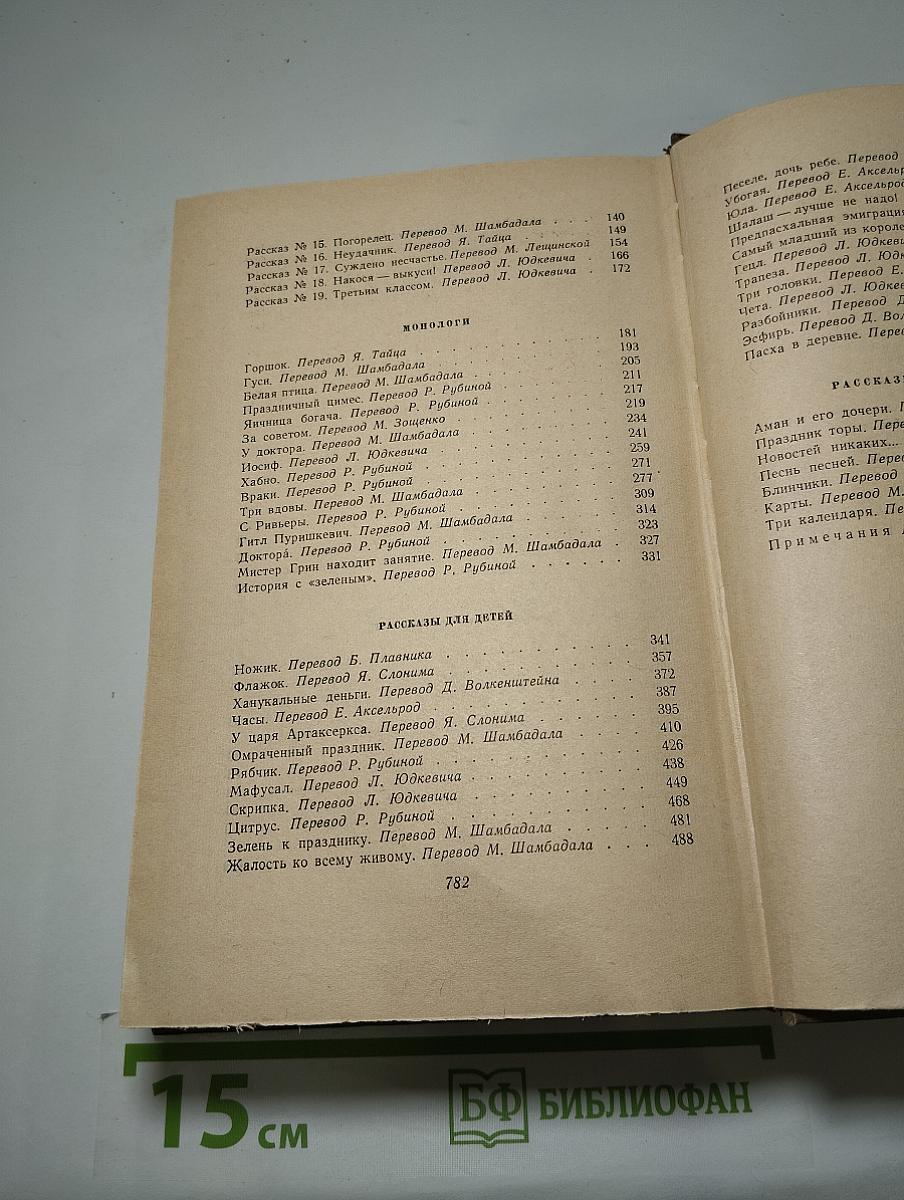 Рассказ № 15. Погорелец. Перевод М. Шамбадала . . . 140
Рассказ № 16. Неудачник. Перевод Я. Тайца . . . . 149
Рассказ № 17. Суждено несчастье. Перевод М. Лещинской 154
Рассказ № 18. Накося — выкуси! Перевод Л. Юдкевича . 166
Рассказ № 19. Третьим классом. Перевод Л. Юдкевича . 172
МОНОЛОГИ
Горшок. Перевод Я. Тайца 181
Гуси. Перевод М. Шамбадала 193
Белая птица. Перевод М. Шамбадала 205
Праздничный цимес. Перевод Р. Рубиной 211
Яичница богача. Перевод Р. Рубиной 217
За советом. Перевод М. Зощенко 219
У доктора. Перевод М. Шамбадала 234
Иосиф. Перевод Л. Юдкевича 241
Хабно. Перевод Р. Рубиной 259
Враки. Перевод Р. Рубиной 271
Три вдовы. Перевод М. Шамбадала 277
С Ривьеры. Перевод Р. Рубиной 309
Гитл Пуришкевич. Перевод М. Шамбадала 314
Доктора́. Перевод Р. Рубиной 323
Мистер Грин находит занятие. Перевод М. Шамбадала . 327
История с «зеленым». Перевод Р. Рубиной 331
РАССКАЗЫ ДЛЯ ДЕТЕЙ
Ножик. Перевод Б. Плавника 341
Флажок. Перевод Я. Слонима 357
Ханукальные деньги. Перевод Д. Волкенштейна 372
Часы. Перевод Е. Аксельрод 387
У царя Артаксеркса. Перевод Я. Слонима 395
Омраченный праздник. Перевод М. Шамбадала 410
Рябчик. Перевод Р. Рубиной 426
Мафусал. Перевод Л. Юдкевича 438
Скрипка. Перевод Л. Юдкевича 449
Цитрус. Перевод Р. Рубиной 468
Зелень к празднику. Перевод М. Шамбадала 481
Жалость ко всему живому. Перевод М. Шамбадала . . . 488
782
Песеле, дочь ребе. Перевод
Убогая. Перевод Е. Аксельр
Юла. Перевод Е. Аксельрод
Шалаш — лучше не надо!
Предпасхальная эмиграция
Самый младший из короле
Гецл. Перевод Л. Юдкеви
Трапеза. Перевод Л. Юдк
Три головки. Перевод Е.
Чета. Перевод Л. Юдкев
Разбойники. Перевод Д
Эсфирь. Перевод Д. Вол
Пасха в деревне. Перев
РАССКАЗЫ
Аман и его дочери. П
Праздник торы. Пере
Новостей никаких...
Песнь песней. Перев
Блинчики. Перевод
Карты. Перевод М.
Три календаря. Пе
Примечания
15 см
БФ БИБЛИОФАН